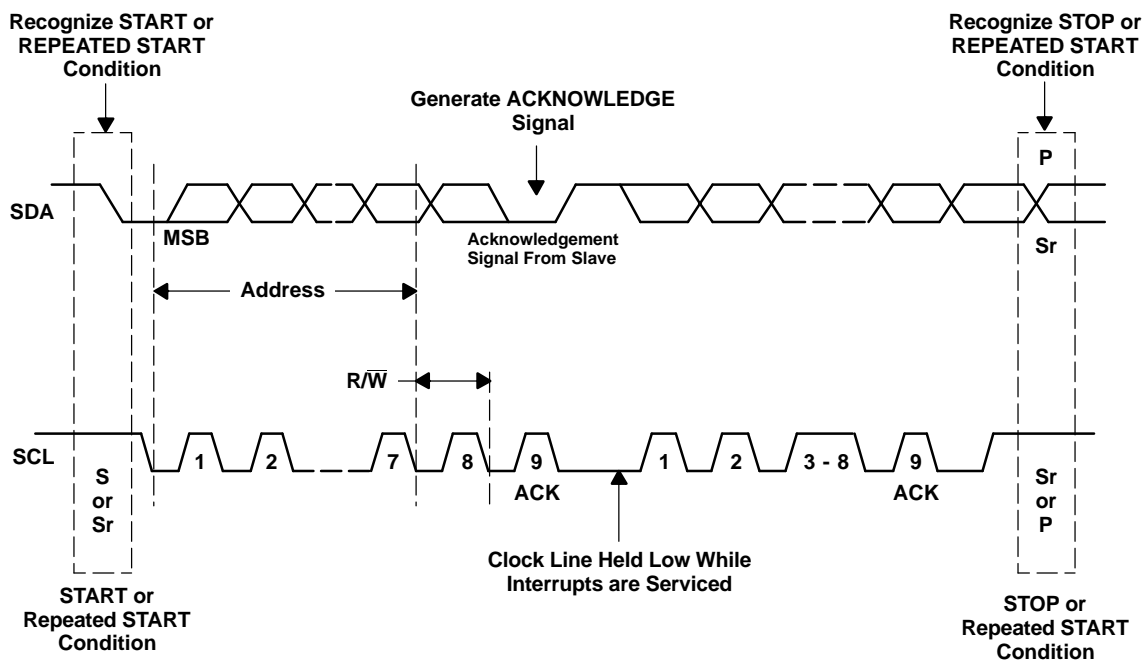 Recognize START or
REPEATED START
Condition
Recognize STOP or
REPEATED START
Condition
Generate ACKNOWLEDGE
Signal
P
SDA
MSB
Acknowledgement
Signal From Slave
Sr
Address
R/W̅
SCL
1
2
7
8
9
1
2
3 - 8
9
ACK
ACK
S
or
Sr
Sr
or
P
Clock Line Held Low While
Interrupts are Serviced
START or
Repeated START
Condition
STOP or
Repeated START
Condition